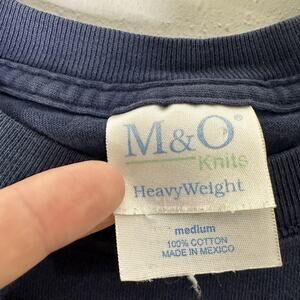 M&O®
Knits
HeavyWeight
medium
100% COTTON
MADE IN MEXICO